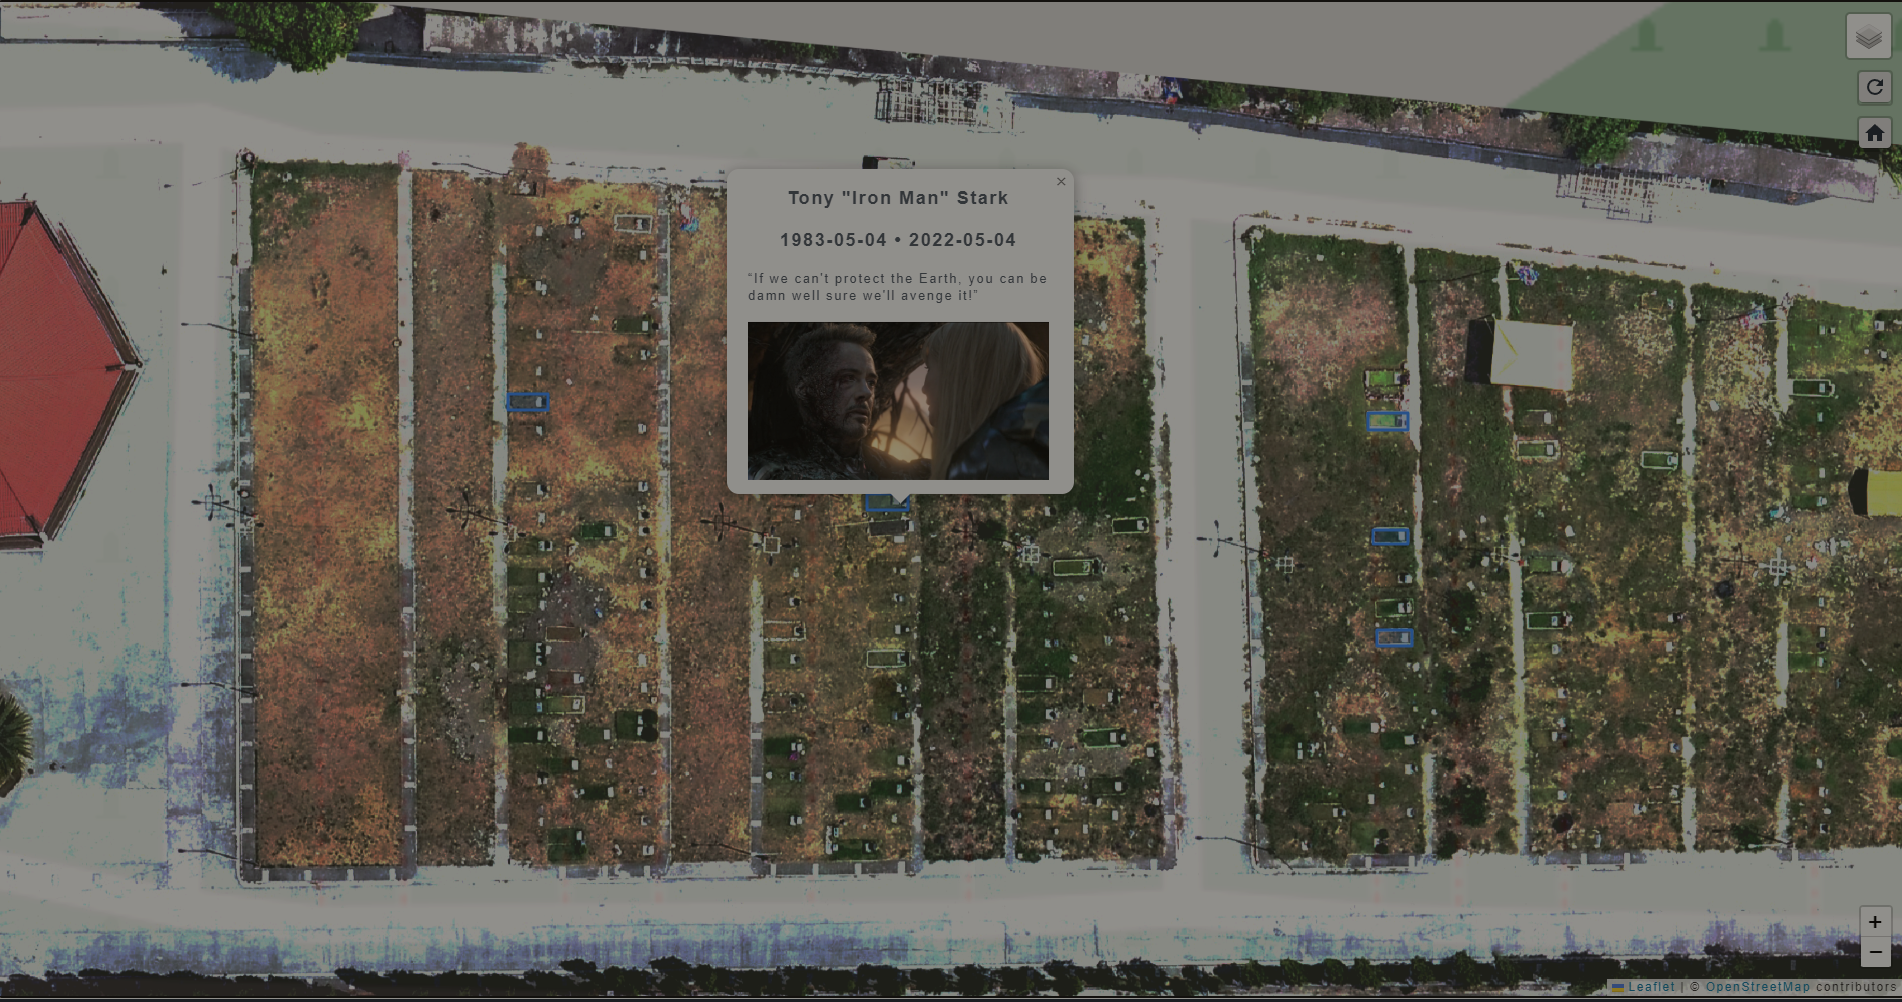 Tony "Iron Man" Stark
×
1983-05-04 • 2022-05-04
“If we can't protect the Earth, you can be
damn well sure we'll avenge it!”
+
−
Leaflet | © OpenStreetMap contributors